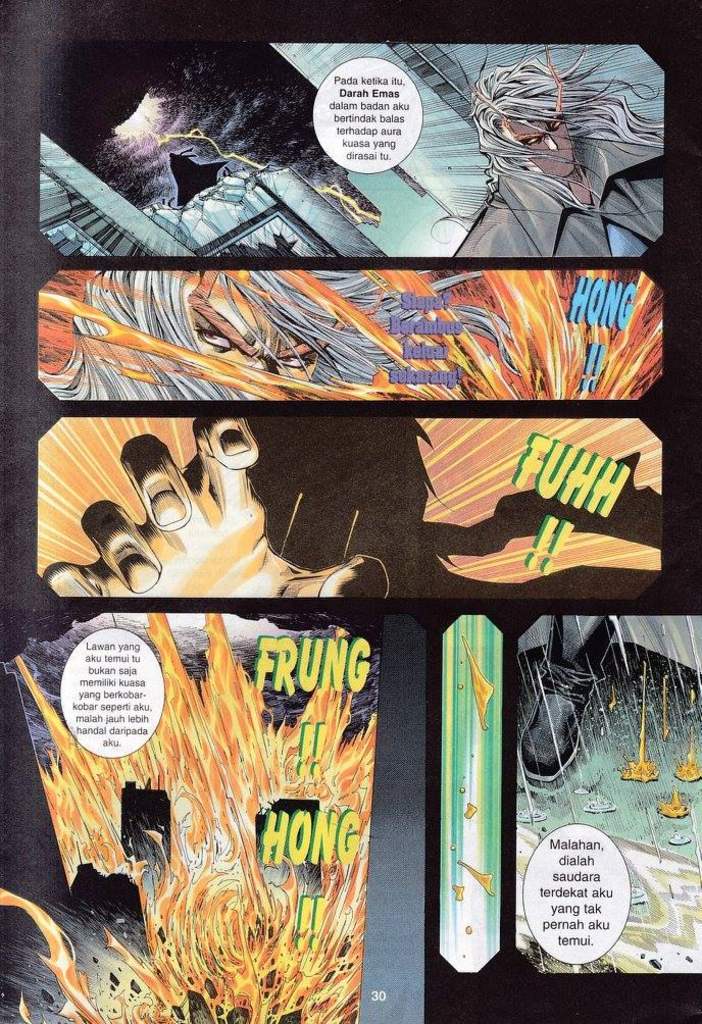 Pada ketika itu,
Darah Emas
dalam badan aku
bertindak balas
terhadap aura
kuasa yang
dirasai tu.
Siapa?
Berambus
keluar
sekarang!
HONG
!!
FUHH
!!
Lawan yang
aku temui tu
bukan saja
memiliki kuasa
yang berkobar-
kobar seperti aku,
malah jauh lebih
handal daripada
aku.
FRUNG
!!
HONG
!!
Malahan,
dialah
saudara
terdekat aku
yang tak
pernah aku
temui.
30